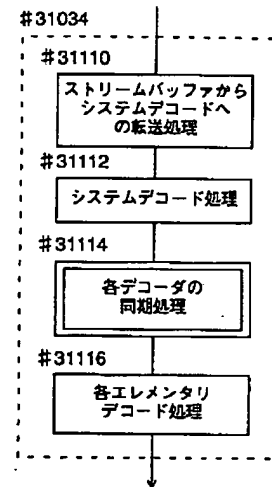 #31034
#31110
ストリームバッファから
システムデコードへ
の転送処理
#31112
システムデコード処理
#31114
各デコーダの
同期処理
#31116
各エレメンタリ
デコード処理